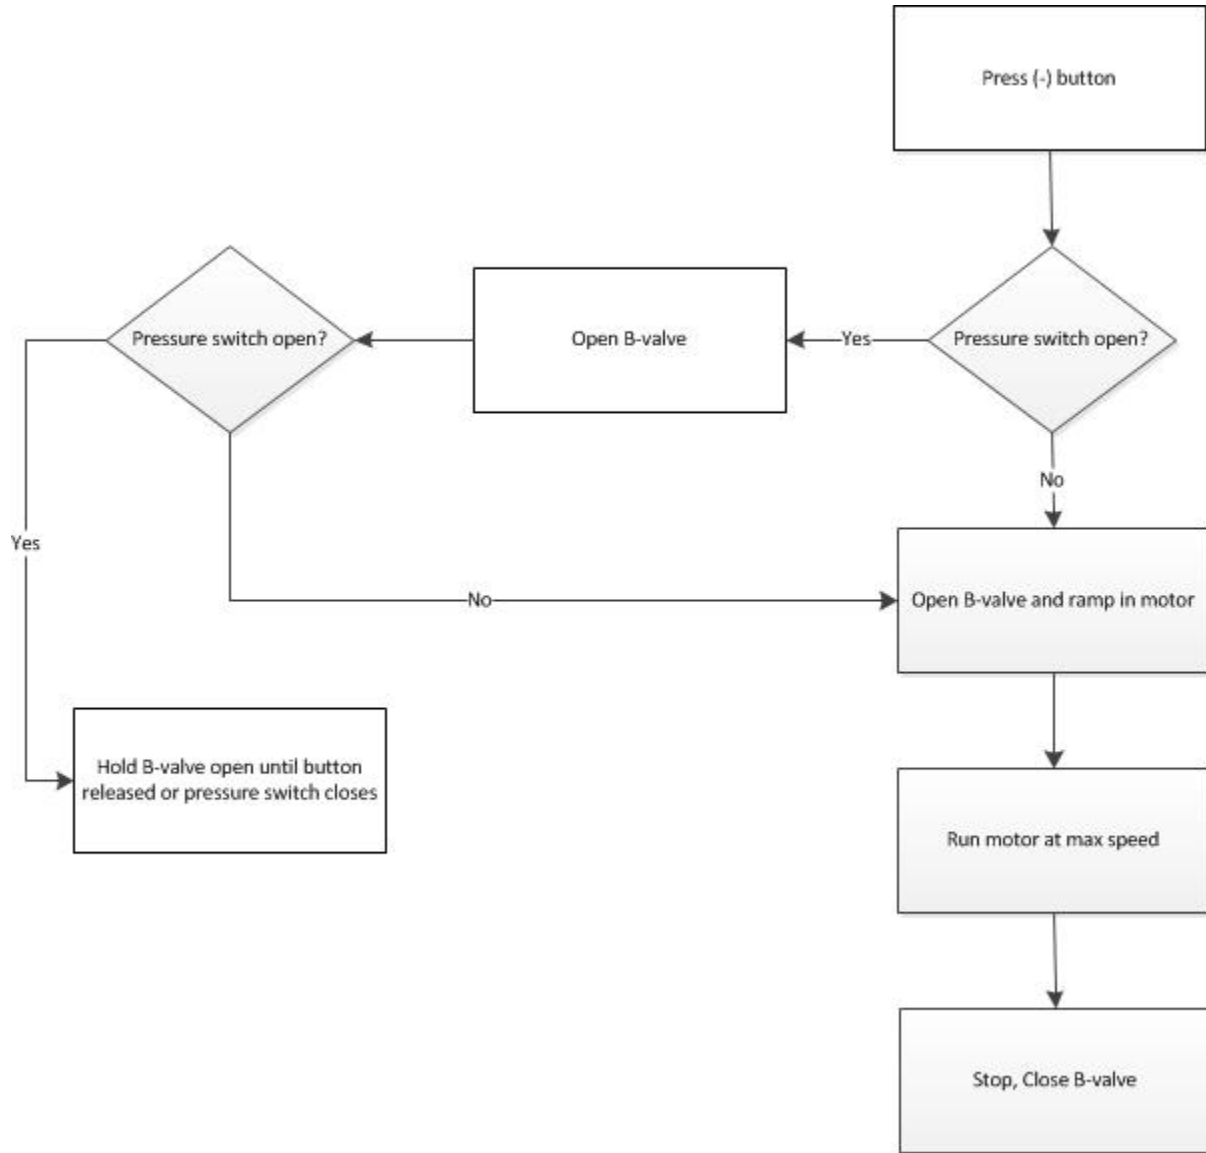 Press (-) button
Pressure switch open?
Open B-valve
Yes
Pressure switch open?
No
Yes
No
Open B-valve and ramp in motor
Hold B-valve open until button
released or pressure switch closes
Run motor at max speed
Stop, Close B-valve